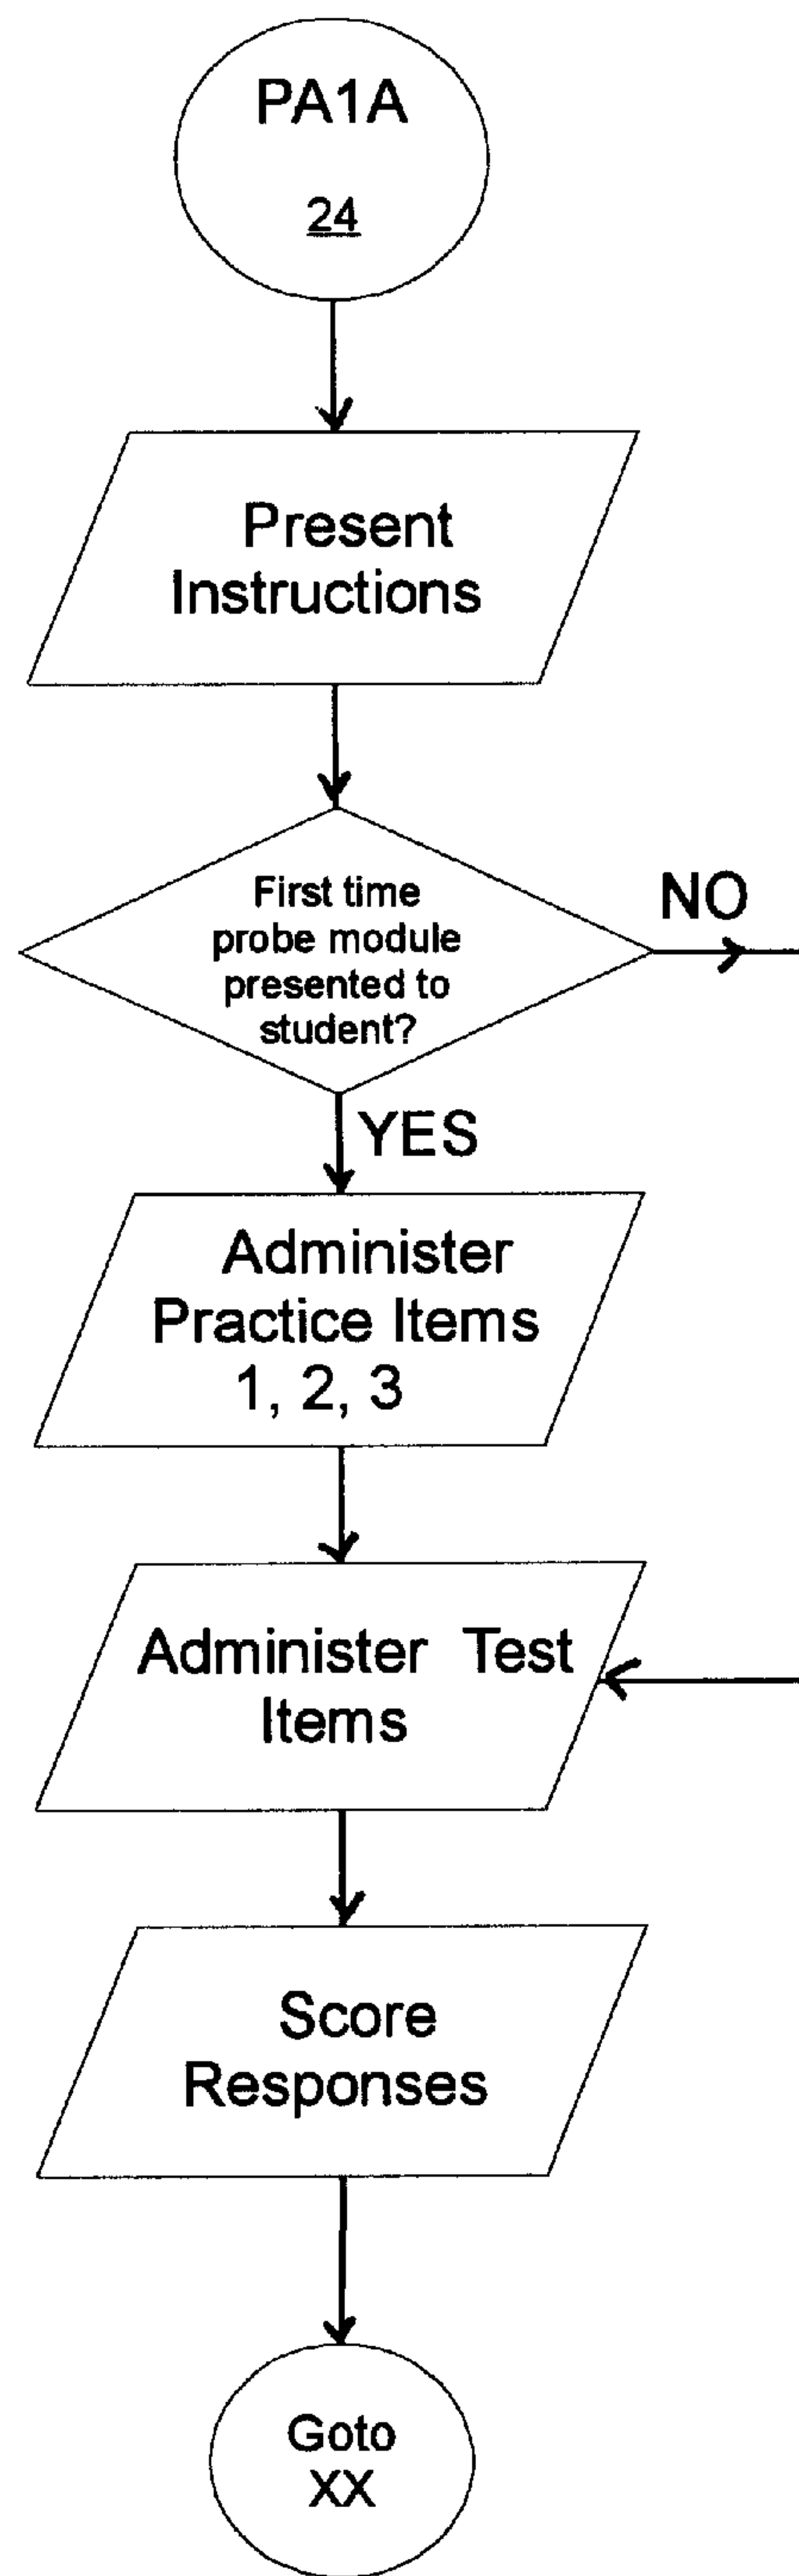 PA1A
24
Present
Instructions
First time
probe module
presented to
student?
NO
YES
Administer
Practice Items
1, 2, 3
Administer Test
Items
Score
Responses
Goto
XX